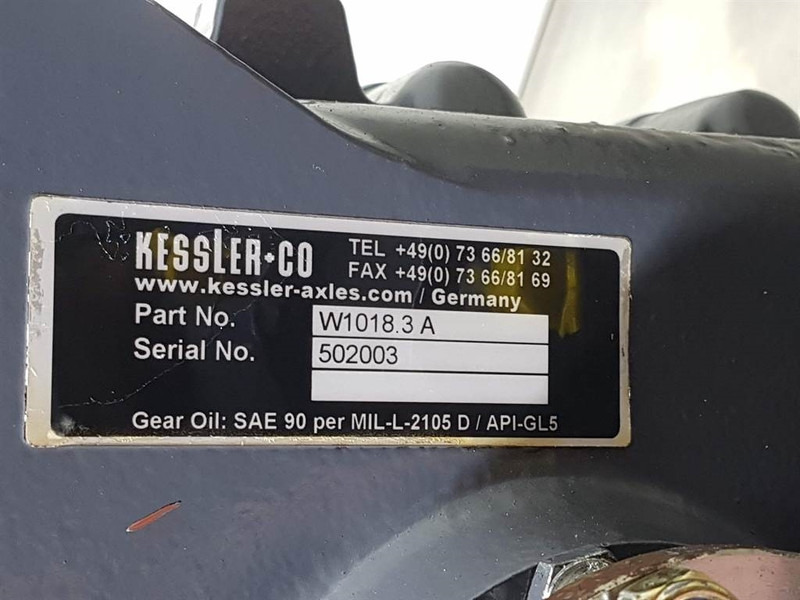 KESSLER+CO
TEL +49(0) 73 66/81 32
FAX +49(0) 73 66/81 69
www.kessler-axles.com / Germany
Part No. W1018.3 A
Serial No. 502003
Gear Oil: SAE 90 per MIL-L-2105 D / API-GL5